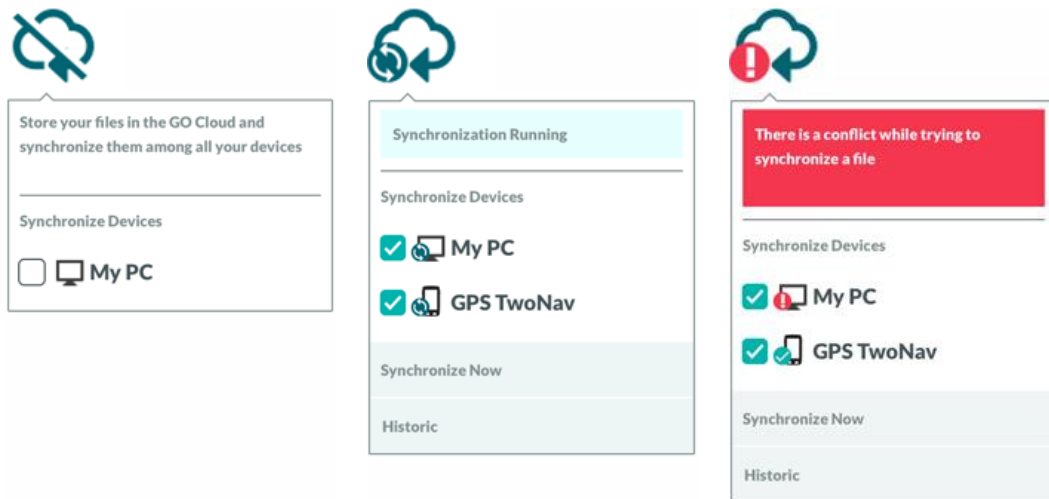 Store your files in the GO Cloud and
synchronize them among all your devices
Synchronize Devices
My PC
Synchronization Running
Synchronize Devices
My PC
GPS TwoNav
Synchronize Now
Historic
There is a conflict while trying to
synchronize a file
Synchronize Devices
My PC
GPS TwoNav
Synchronize Now
Historic